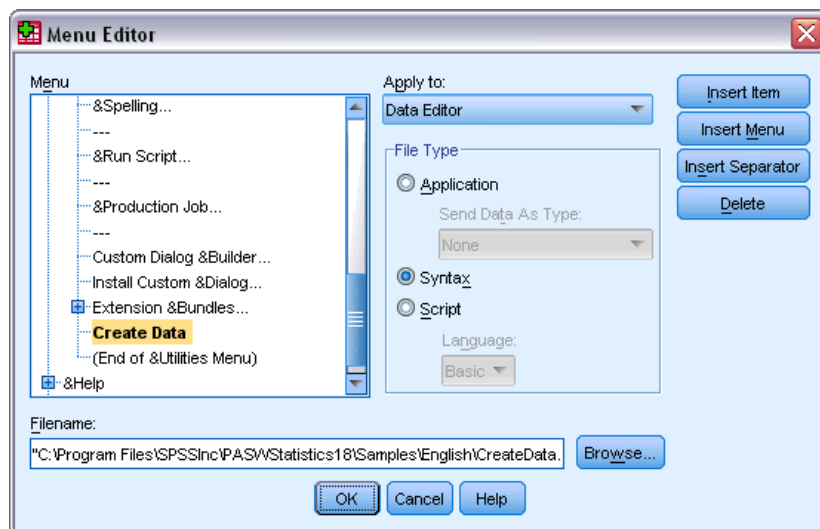 Menu Editor
Menu
&Spelling...
---
&Run Script...
---
&Production Job...
---
Custom Dialog &Builder...
Install Custom &Dialog...
Extension &Bundles...
Create Data
(End of &Utilities Menu)
&Help
Apply to:
Data Editor
File Type
Application
Send Data As Type:
None
Syntax
Script
Language:
Basic
Insert Item
Insert Menu
Insert Separator
Delete
Filename:
"C:\Program Files\SPSSInc\PASWStatistics18\Samples\English\CreateData.
Browse...
OK
Cancel
Help